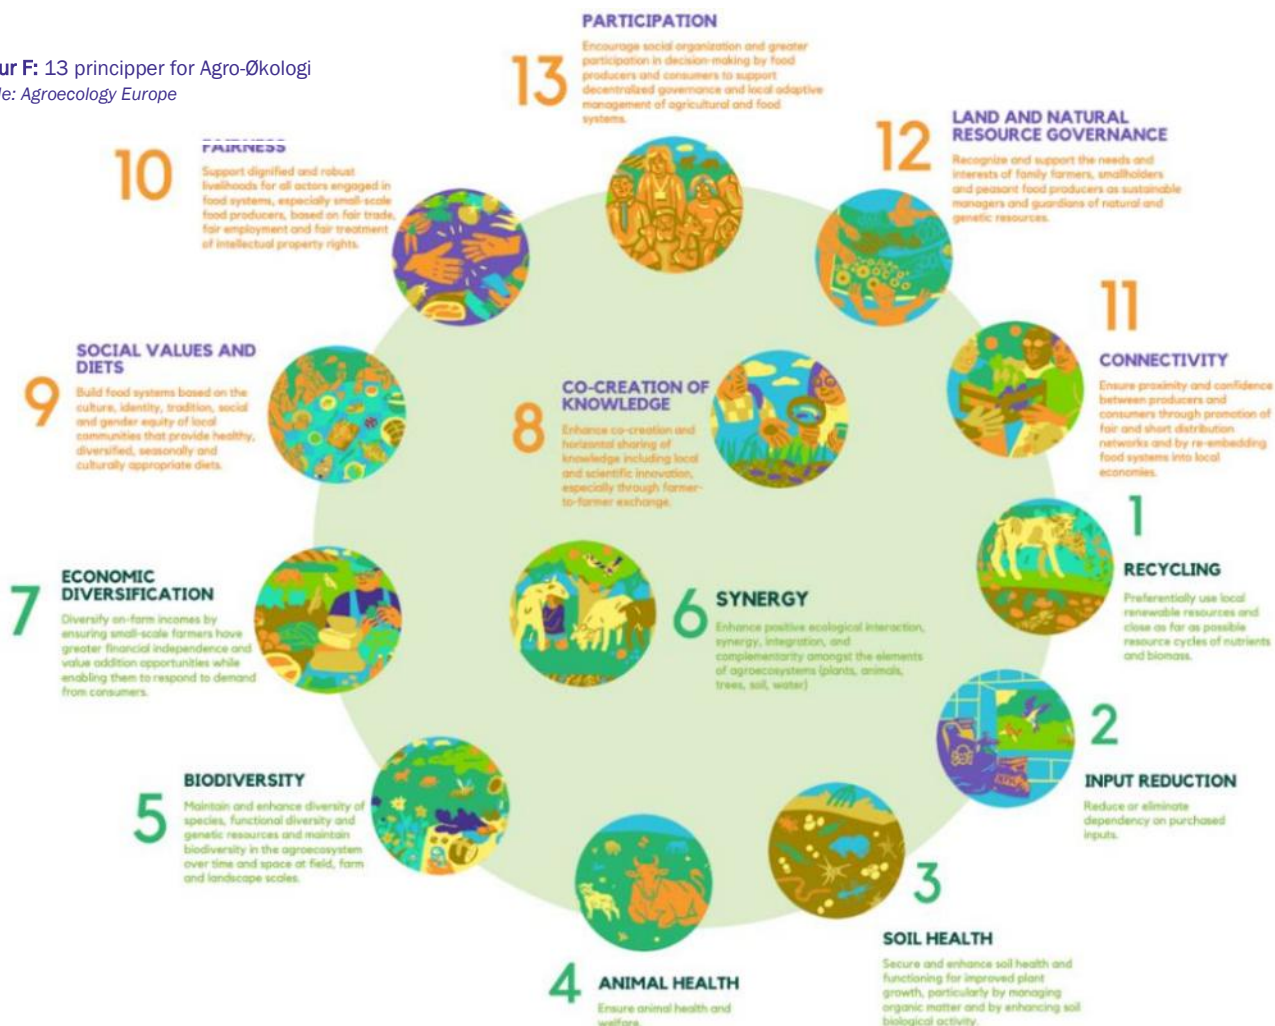 ur F: 13 principper for Agro-Økologi
le: Agroecology Europe
13
PARTICIPATION
Encourage social organization and greater
participation in decision-making by food
producers and consumers to support
decentralized governance and local adaptive
management of agricultural and food
systems.
12
LAND AND NATURAL
RESOURCE GOVERNANCE
Recognize and support the needs and
interests of family farmers, smallholders
and peasant food producers as sustainable
managers and guardians of natural and
genetic resources.
10
FAIRNESS
Support dignified and robust
livelihoods for all actors engaged in
food systems, especially small-scale
food producers, based on fair trade,
fair employment and fair treatment
of intellectual property rights.
11
CONNECTIVITY
Ensure proximity and confidence
between producers and
consumers through promotion of
fair and short distribution
networks and by re-embedding
food systems into local
economies.
9
SOCIAL VALUES AND
DIETS
Build food systems based on the
culture, identity, tradition, social
and gender equity of local
communities that provide healthy,
diversified, seasonally and
culturally appropriate diets.
8
CO-CREATION OF
KNOWLEDGE
Enhance co-creation and
horizontal sharing of
knowledge including local
and scientific innovation,
especially through farmer-
to-farmer exchange.
1
RECYCLING
Preferentially use local
renewable resources and
close as far as possible
resource cycles of nutrients
and biomass.
7
ECONOMIC
DIVERSIFICATION
Diversify on-farm incomes by
ensuring small-scale farmers have
greater financial independence and
value addition opportunities while
enabling them to respond to demand
from consumers.
6
SYNERGY
Enhance positive ecological interaction,
synergy, integration, and
complementarity amongst the elements
of agroecosystems (plants, animals,
trees, soil, water)
2
INPUT REDUCTION
Reduce or eliminate
dependency on purchased
inputs.
5
BIODIVERSITY
Maintain and enhance diversity of
species, functional diversity and
genetic resources and maintain
biodiversity in the agroecosystem
over time and space at field, farm
and landscape scales.
3
SOIL HEALTH
Secure and enhance soil health and
functioning for improved plant
growth, particularly by managing
organic matter and by enhancing soil
biological activity.
4
ANIMAL HEALTH
Ensure animal health and
welfare.